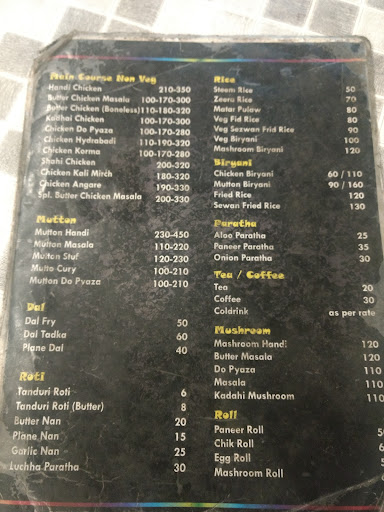 Main Course Non Veg
Handi Chicken 210-350
Butter Chicken Masala 100-170-300
Butter Chicken (Boneless) 110-180-320
Kalihai Chicken 100-170-300
Chicken Do Pyaza 100-170-280
Chicken Hydrabadi 110-190-320
Chicken Korma 100-170-280
Shahi Chicken 200-320
Chicken Kali Mirch 180-320
Chicken Angare 190-330
Spl. Butter Chicken Masala 200-330
Mutton
Mutton Handi 230-450
Mutton Masala 110-220
Mutton Stuf 120-230
Mutto Cury 100-210
Mutton Do Pyaza 100-210
Dal
Dal Fry 50
Dal Tadka 60
Plane Dal 40
Roti
Tanduri Roti 6
Tanduri Roti (Butter) 8
Butter Nan 20
Plane Nan 15
Garlic Nan 25
Luchha Paratha 30
Rice
Steem Rice 50
Zeera Rice 70
Matar Pulaw 80
Veg Fid Rice 80
Veg Sezwan Frid Rice 90
Veg Biryani 100
Mashroom Biryani 120
Biryani
Chicken Biryani 60 / 110
Mutton Biryani 90 / 160
Fried Rice 120
Sewan Fried Rice 130
Paratha
Aloo Paratha 25
Paneer Paratha 35
Onion Paratha 30
Tea / Coffee
Tea 20
Coffee 30
Coldrink as per rate
Mushroom
Mashroom Handi 120
Butter Masala 120
Do Pyaza 110
Masala 110
Kadahi Mushroom 110
Roll
Paneer Roll
Chik Roll
Egg Roll
Mashroom Roll